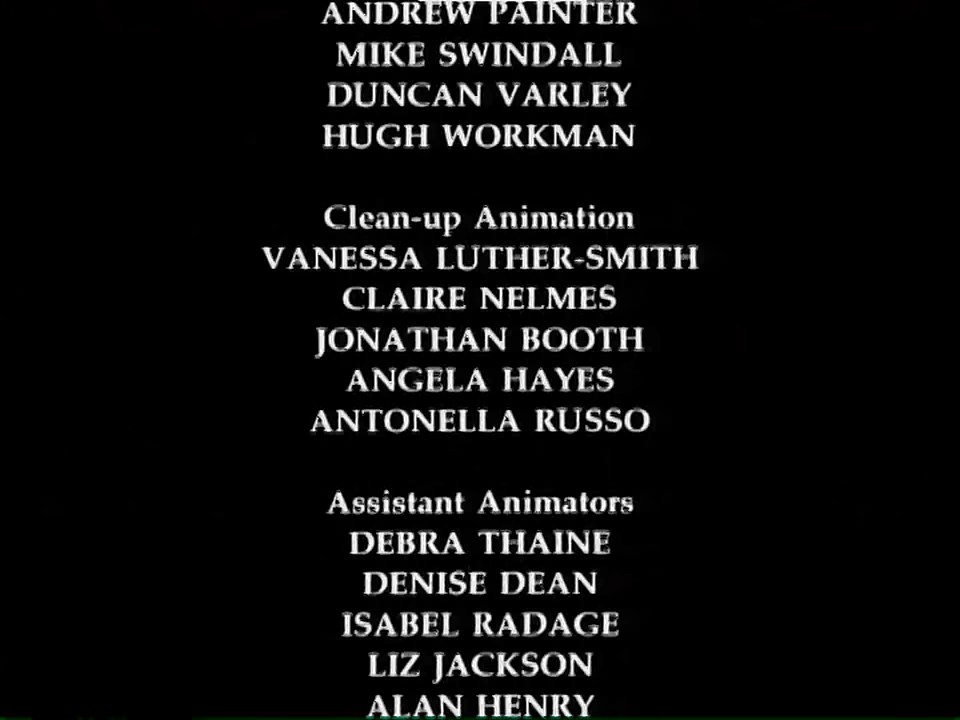 ANDREW PAINTER
MIKE SWINDALL
DUNCAN VARLEY
HUGH WORKMAN
Clean-up Animation
VANESSA LUTHER-SMITH
CLAIRE NELMES
JONATHAN BOOTH
ANGELA HAYES
ANTONELLA RUSSO
Assistant Animators
DEBRA THAINE
DENISE DEAN
ISABEL RADAGE
LIZ JACKSON
ALAN HENRY